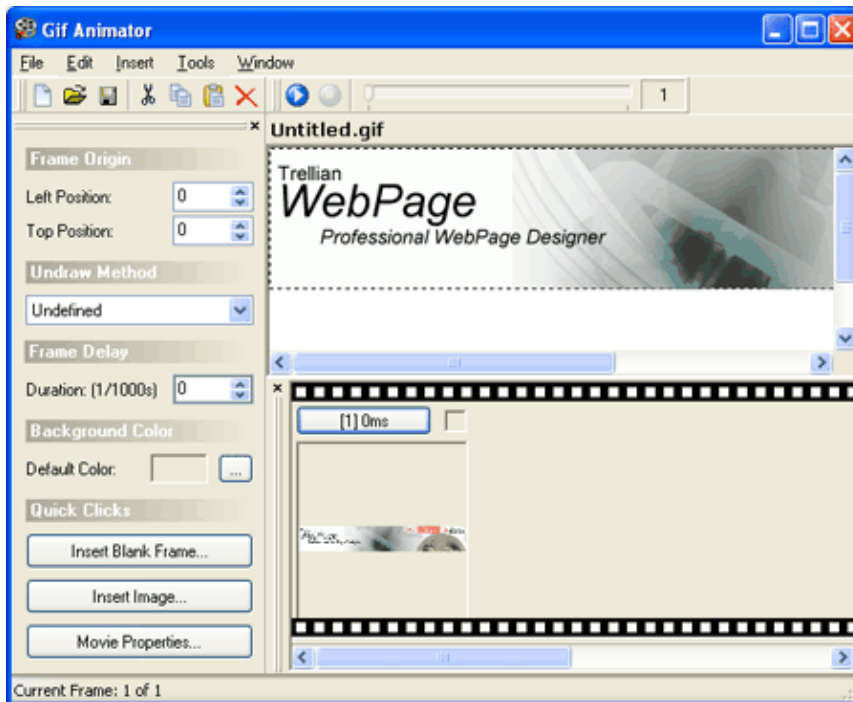 Gif Animator
File Edit Insert Tools Window
1
Untitled.gif
Frame Origin
Left Position: 0
Top Position: 0
Undraw Method
Undefined
Frame Delay
Duration: (1/1000s) 0
Background Color
Default Color: ...
Quick Clicks
Insert Blank Frame...
Insert Image...
Movie Properties...
Trellian
WebPage
Professional WebPage Designer
[1] 0ms
Current Frame: 1 of 1